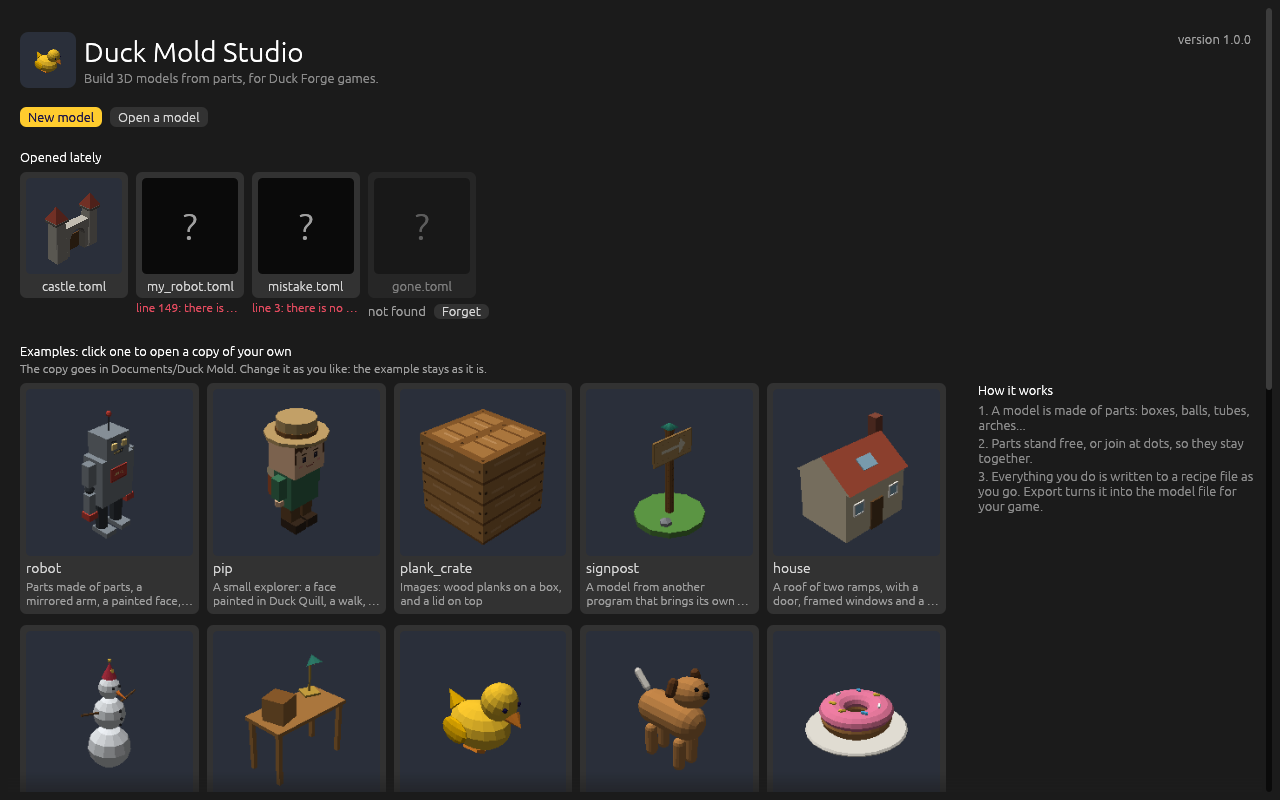 Duck Mold Studio
Build 3D models from parts, for Duck Forge games.
version 1.0.0
New model
Open a model
Opened lately
?
?
?
castle.toml
my_robot.toml
mistake.toml
gone.toml
line 149: there is …
line 3: there is no …
not found
Forget
Examples: click one to open a copy of your own
The copy goes in Documents/Duck Mold. Change it as you like: the example stays as it is.
robot
Parts made of parts, a
mirrored arm, a painted face,…
pip
A small explorer: a face
painted in Duck Quill, a walk, …
plank_crate
Images: wood planks on a box,
and a lid on top
signpost
A model from another
program that brings its own …
house
A roof of two ramps, with a
door, framed windows and a …
How it works
1. A model is made of parts: boxes, balls, tubes,
arches...
2. Parts stand free, or join at dots, so they stay
together.
3. Everything you do is written to a recipe file as
you go. Export turns it into the model file for
your game.